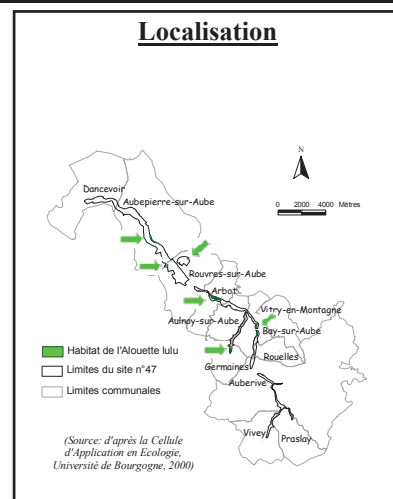 Localisation
N
0 2000 4000 Mètres
Dancevoir
Aubepierre-sur-Aube
Rouvres-sur-Aube
Arbot
Vitry-en-Montagne
Aulnoy-sur-Aube
Bay-sur-Aube
Rouelles
Germaines
Auberive
Vivey
Praslay
Habitat de l'Alouette lulu
Limites du site n°47
Limites communales
(Source: d'après la Cellule
d'Application en Ecologie,
Université de Bourgogne, 2000)